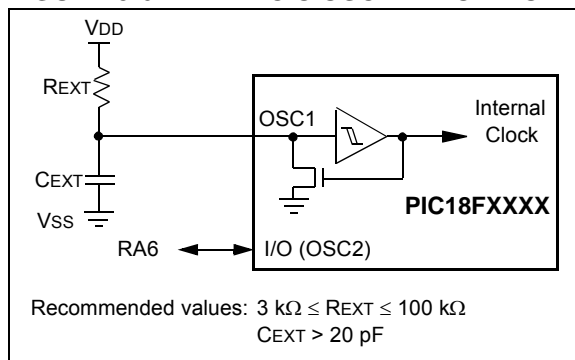 VDD
REXT
OSC1
Internal
Clock
CEXT
PIC18FXXXX
VSS
RA6
I/O (OSC2)
Recommended values: 3 kΩ ≤ REXT ≤ 100 kΩ
CEXT > 20 pF